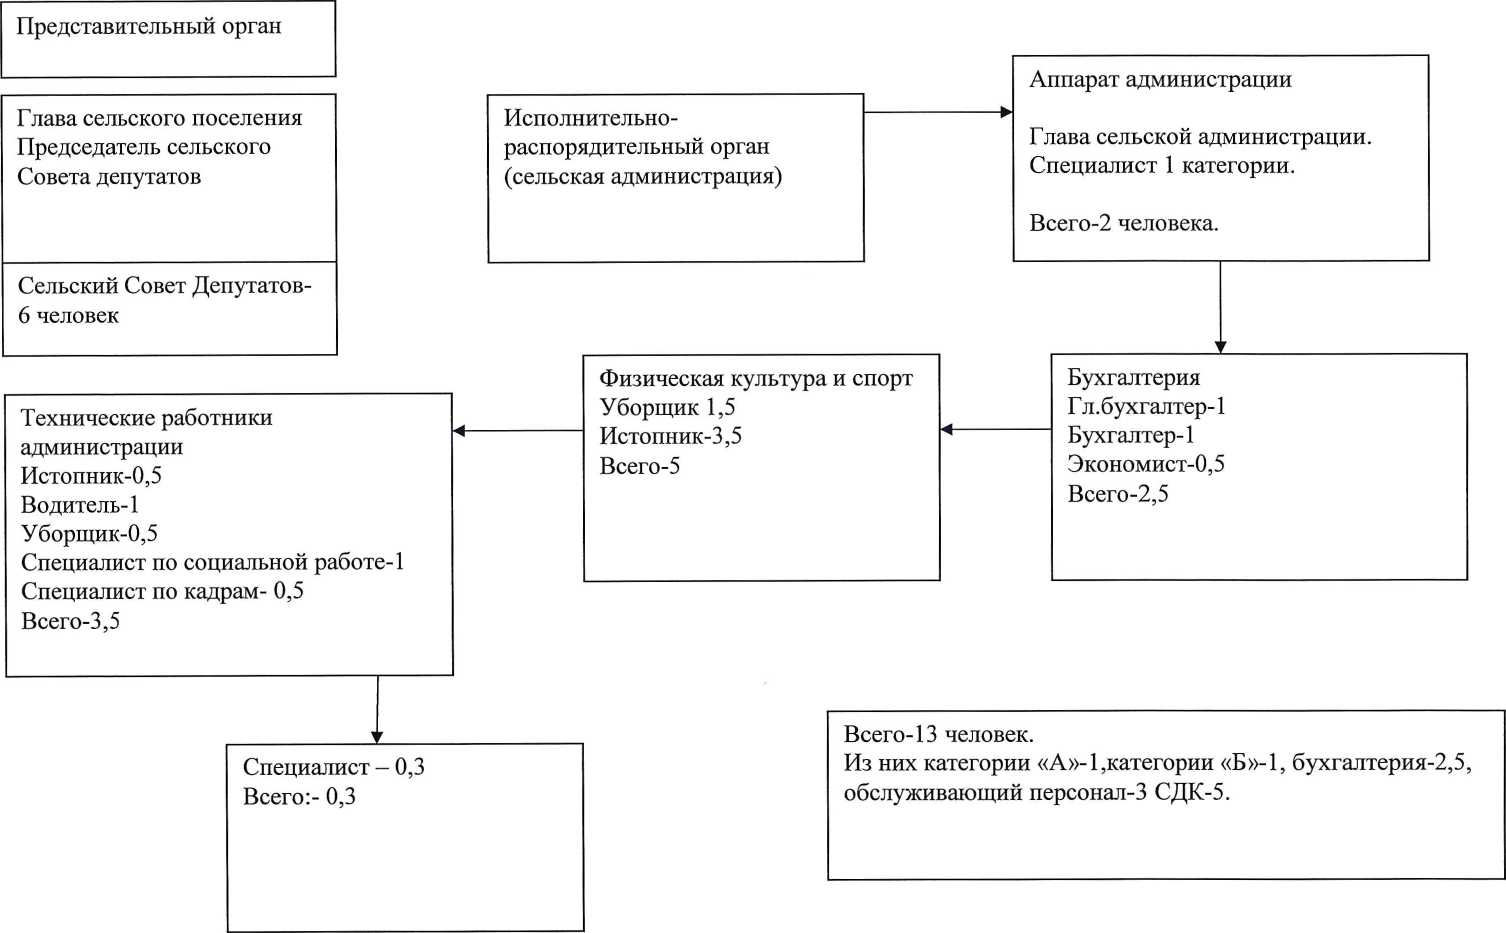 Представительный орган
Глава сельского поселения
Председатель сельского
Совета депутатов
Сельский Совет Депутатов-
6 человек
Исполнительно-
распорядительный орган
(сельская администрация)
Аппарат администрации
Глава сельской администрации.
Специалист 1 категории.
Всего-2 человека.
Бухгалтерия
Гл.бухгалтер-1
Бухгалтер-1
Экономист-0,5
Всего-2,5
Физическая культура и спорт
Уборщик 1,5
Истопник-3,5
Всего-5
Технические работники
администрации
Истопник-0,5
Водитель-1
Уборщик-0,5
Специалист по социальной работе-1
Специалист по кадрам- 0,5
Всего-3,5
Специалист – 0,3
Всего:- 0,3
Всего-13 человек.
Из них категории «А»-1,категории «Б»-1, бухгалтерия-2,5,
обслуживающий персонал-3 СДК-5.